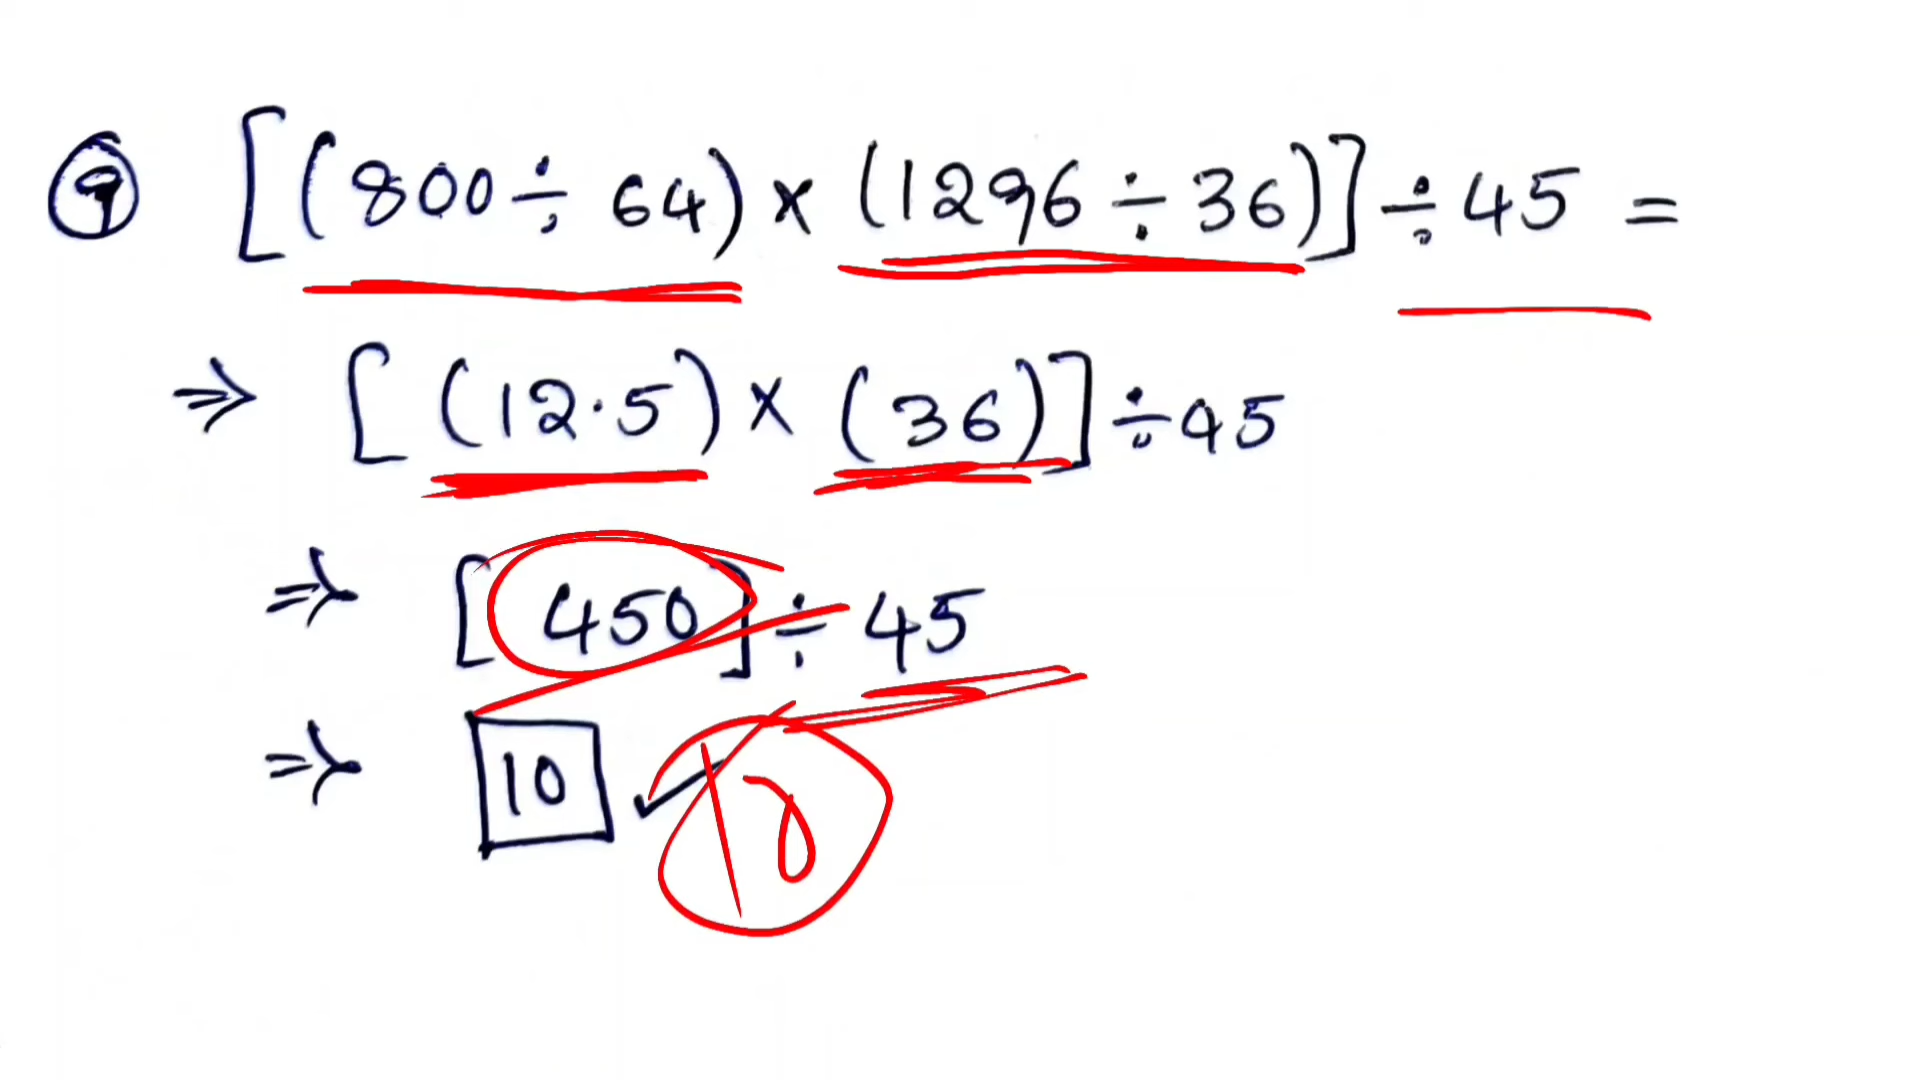 9 [(800 ÷ 64) × (1296 ÷ 36)] ÷ 45 =
⇒ [(12.5) × (36)] ÷ 45
⇒ [450] ÷ 45
⇒ 10 ✓ 10